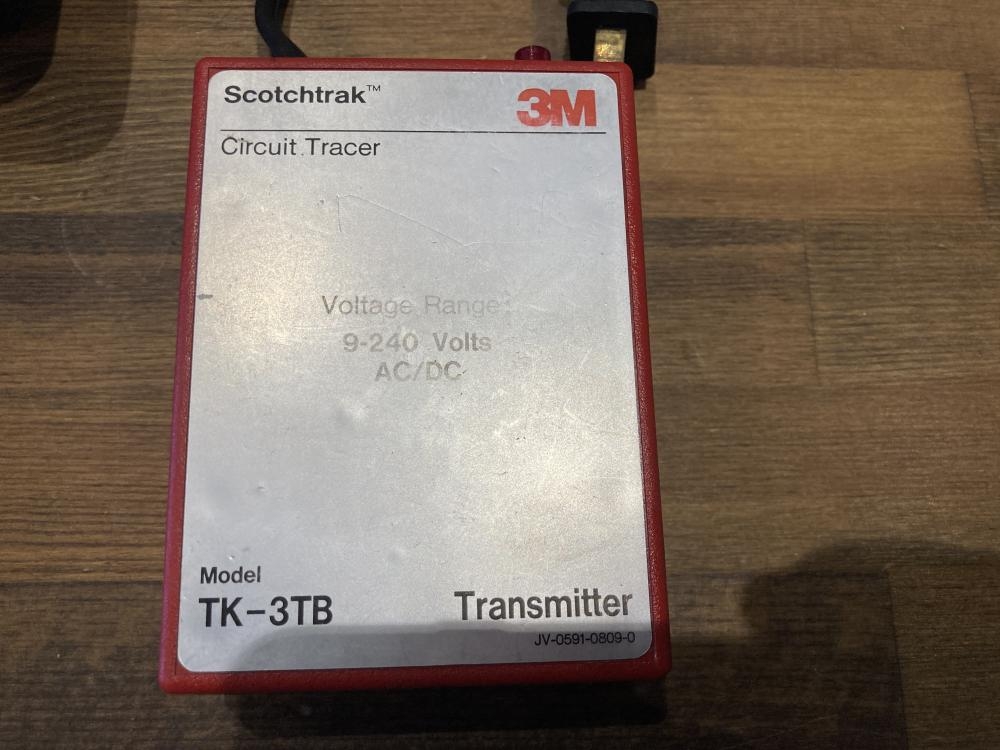 Scotchtrak™ 3M
Circuit Tracer
Voltage Range:
9-240 Volts
AC/DC
Model
TK-3TB Transmitter
JV-0591-0809-0